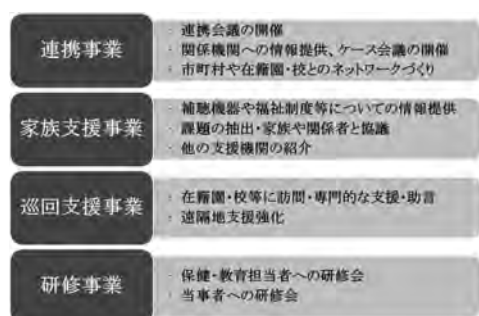 連携事業
・ 連携会議の開催
・ 関係機関への情報提供、ケース会議の開催
・ 市町村や在籍園・校とのネットワークづくり
家族支援事業
・ 補聴機器や福祉制度等についての情報提供
・ 課題の抽出・家族や関係者と協議
・ 他の支援機関の紹介
巡回支援事業
・ 在籍園・校等に訪問・専門的な支援・助言
・ 遠隔地支援強化
研修事業
・ 保健・教育担当者への研修会
・ 当事者への研修会